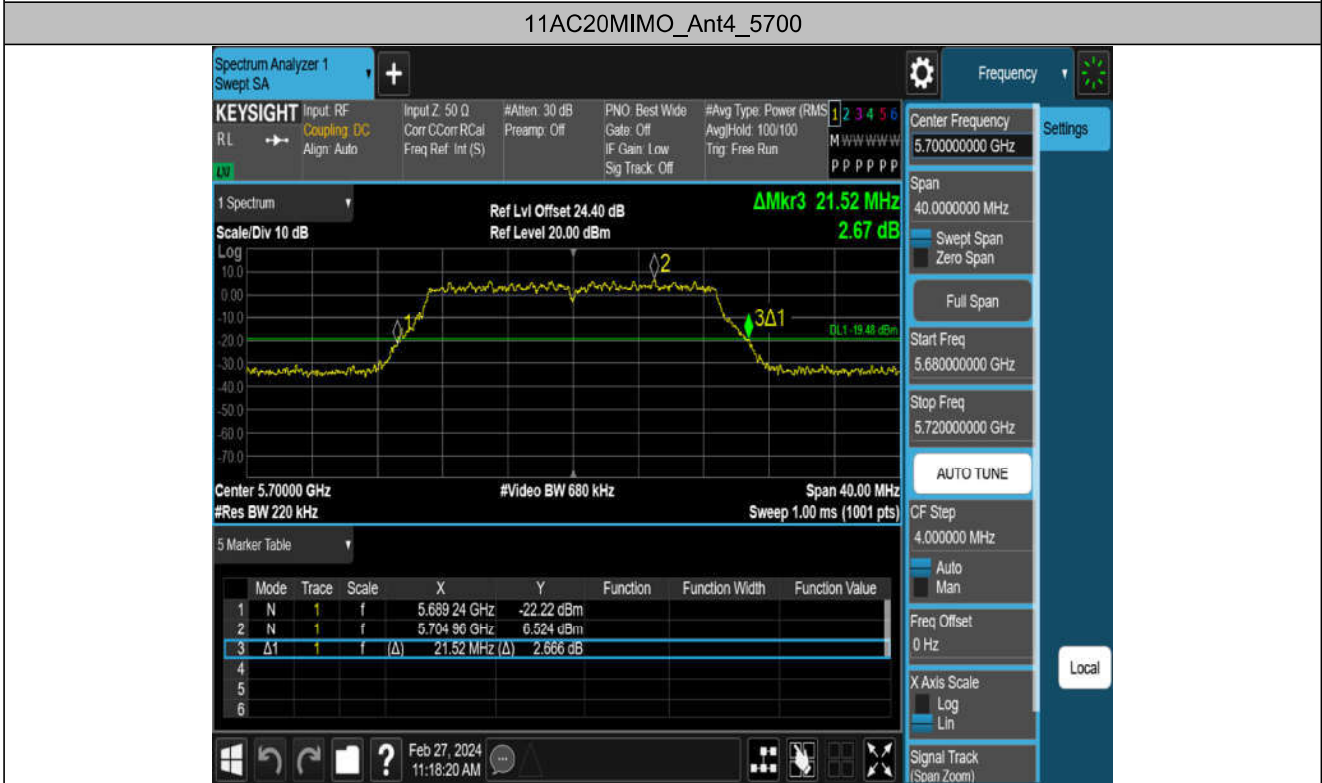 11AC20MIMO_Ant4_5700
Spectrum Analyzer 1
Swept SA
+
Frequency
KEYSIGHT
RL
Input: RF
Coupling: DC
Align: Auto
Input Z: 50 Ω
Corr CCorr RCal
Freq Ref: Int (S)
#Atten: 30 dB
Preamp: Off
PNO: Best Wide
Gate: Off
IF Gain: Low
Sig Track: Off
#Avg Type: Power (RMS
Avg|Hold: 100/100
Trig: Free Run
1 2 3 4 5 6
M W W W W W
P P P P P P
1 Spectrum
Scale/Div 10 dB
Ref Lvl Offset 24.40 dB
Ref Level 20.00 dBm
ΔMkr3 21.52 MHz
2.67 dB
Log
10.0
0.00
-10.0
-20.0
-30.0
-40.0
-50.0
-60.0
-70.0
1
2
3Δ1
DL1 -19.48 dBm
Center 5.70000 GHz
#Res BW 220 kHz
#Video BW 680 kHz
Span 40.00 MHz
Sweep 1.00 ms (1001 pts)
5 Marker Table
Mode Trace Scale X Y Function Function Width Function Value
1 N 1 f 5.689 24 GHz -22.22 dBm
2 N 1 f 5.704 96 GHz 6.524 dBm
3 Δ1 1 f (Δ) 21.52 MHz (Δ) 2.666 dB
4
5
6
?
Feb 27, 2024
11:18:20 AM
Center Frequency
5.700000000 GHz
Settings
Span
40.0000000 MHz
Swept Span
Zero Span
Full Span
Start Freq
5.680000000 GHz
Stop Freq
5.720000000 GHz
AUTO TUNE
CF Step
4.000000 MHz
Auto
Man
Freq Offset
0 Hz
X Axis Scale
Log
Lin
Local
Signal Track
(Span Zoom)